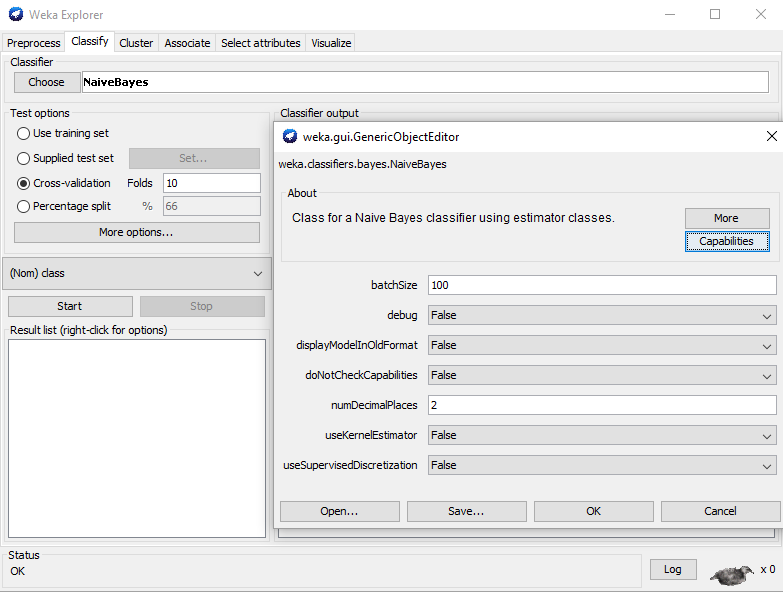 Weka Explorer
Preprocess Classify Cluster Associate Select attributes Visualize
Classifier
Choose NaiveBayes
Test options
Use training set
Supplied test set Set...
Cross-validation Folds 10
Percentage split % 66
More options...
(Nom) class
Start Stop
Result list (right-click for options)
Classifier output
weka.gui.GenericObjectEditor
weka.classifiers.bayes.NaiveBayes
About
Class for a Naive Bayes classifier using estimator classes.
More
Capabilities
batchSize 100
debug False
displayModelInOldFormat False
doNotCheckCapabilities False
numDecimalPlaces 2
useKernelEstimator False
useSupervisedDiscretization False
Open... Save... OK Cancel
Status
OK
Log x 0